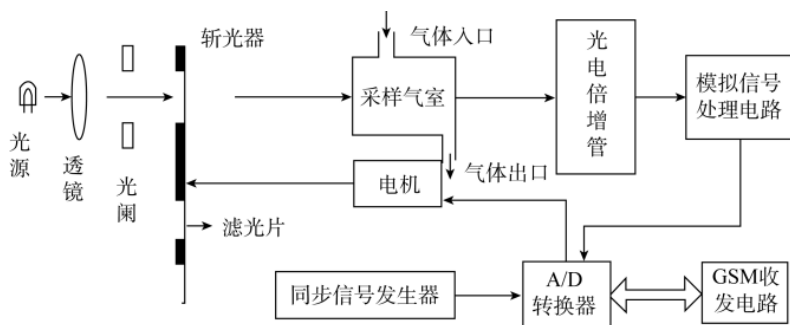 斩光器
气体入口
光源
透镜
光阑
采样气室
光电倍增管
模拟信号
处理电路
电机
气体出口
滤光片
同步信号发生器
A/D
转换器
GSM收
发电路